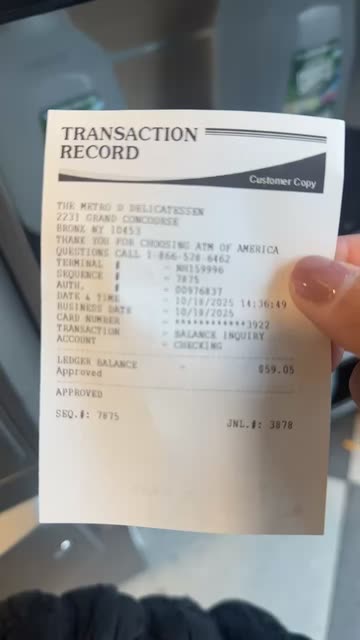 TRANSACTION
RECORD
Customer Copy
THE METRO D DELICATESSEN
2231 GRAND CONCOURSE
BRONX NY 10453
THANK YOU FOR CHOOSING ATM OF AMERICA
QUESTIONS CALL 1-866-528-6462
TERMINAL # - NH159996
SEQUENCE # - 7875
AUTH. # - 00976837
DATE & TIME - 10/18/2025 14:36:49
BUSINESS DATE - 10/18/2025
CARD NUMBER - ************3922
TRANSACTION - BALANCE INQUIRY
ACCOUNT - CHECKING
LEDGER BALANCE - $59.05
Approved
APPROVED
SEQ.#: 7875 JNL.#: 3878